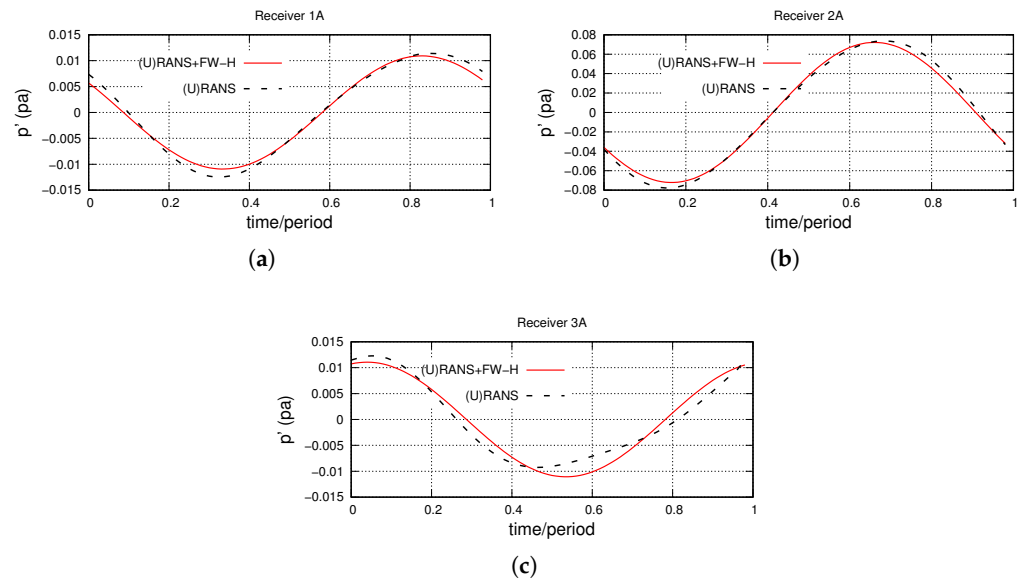 Receiver 1A
0.015
0.01
0.005
0
−0.005
−0.01
−0.015
p' (pa)
(U)RANS+FW−H
(U)RANS
0 0.2 0.4 0.6 0.8 1
time/period
(a)
Receiver 2A
0.08
0.06
0.04
0.02
0
−0.02
−0.04
−0.06
−0.08
p' (pa)
(U)RANS+FW−H
(U)RANS
0 0.2 0.4 0.6 0.8 1
time/period
(b)
Receiver 3A
0.015
0.01
0.005
0
−0.005
−0.01
−0.015
p' (pa)
(U)RANS+FW−H
(U)RANS
0 0.2 0.4 0.6 0.8 1
time/period
(c)